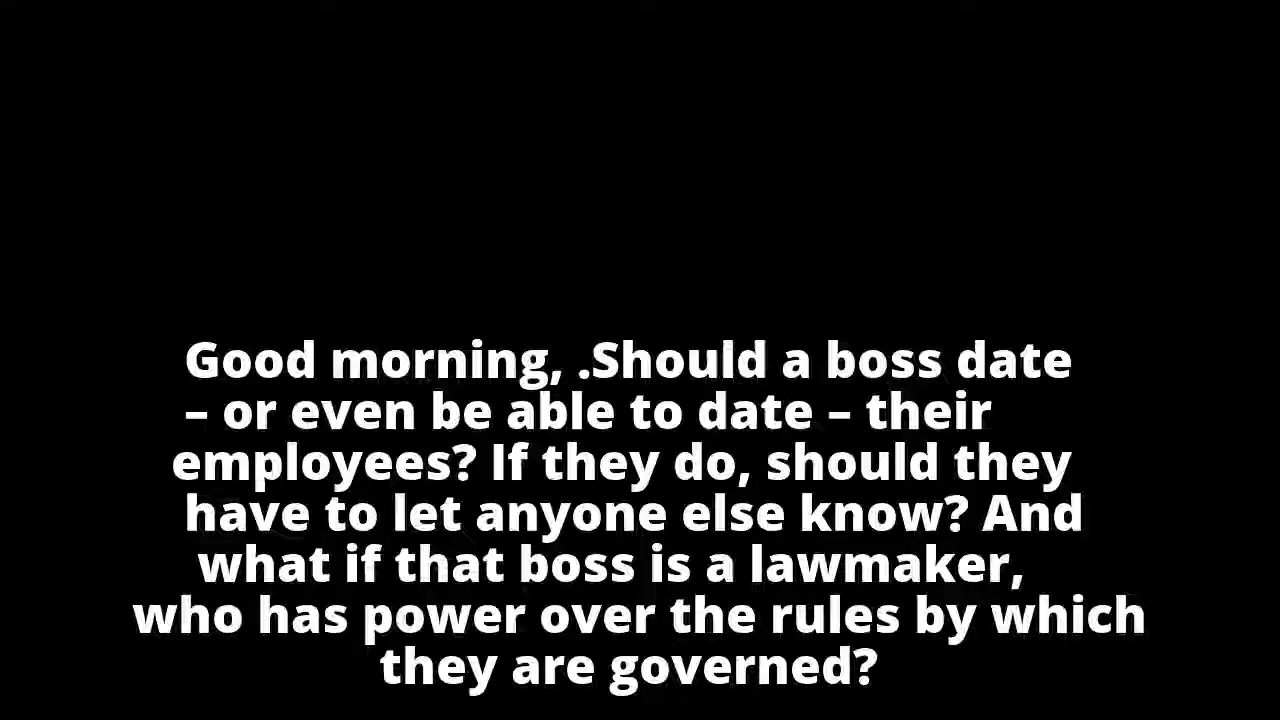 Good morning, .Should a boss date
– or even be able to date – their
employees? If they do, should they
have to let anyone else know? And
what if that boss is a lawmaker,
who has power over the rules by which
they are governed?